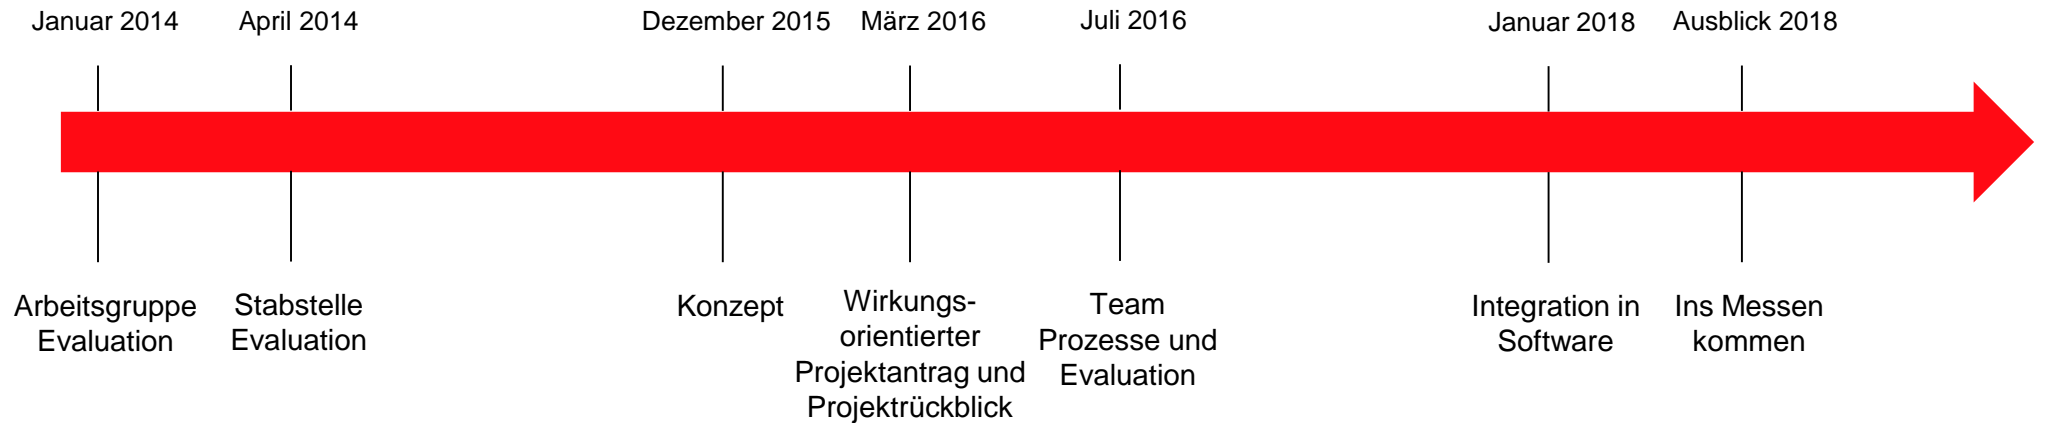 Januar 2014
April 2014
Dezember 2015
März 2016
Juli 2016
Januar 2018
Ausblick 2018
Arbeitsgruppe
Evaluation
Stabstelle
Evaluation
Konzept
Wirkungs-
orientierter
Projektantrag und
Projektrückblick
Team
Prozesse und
Evaluation
Integration in
Software
Ins Messen
kommen